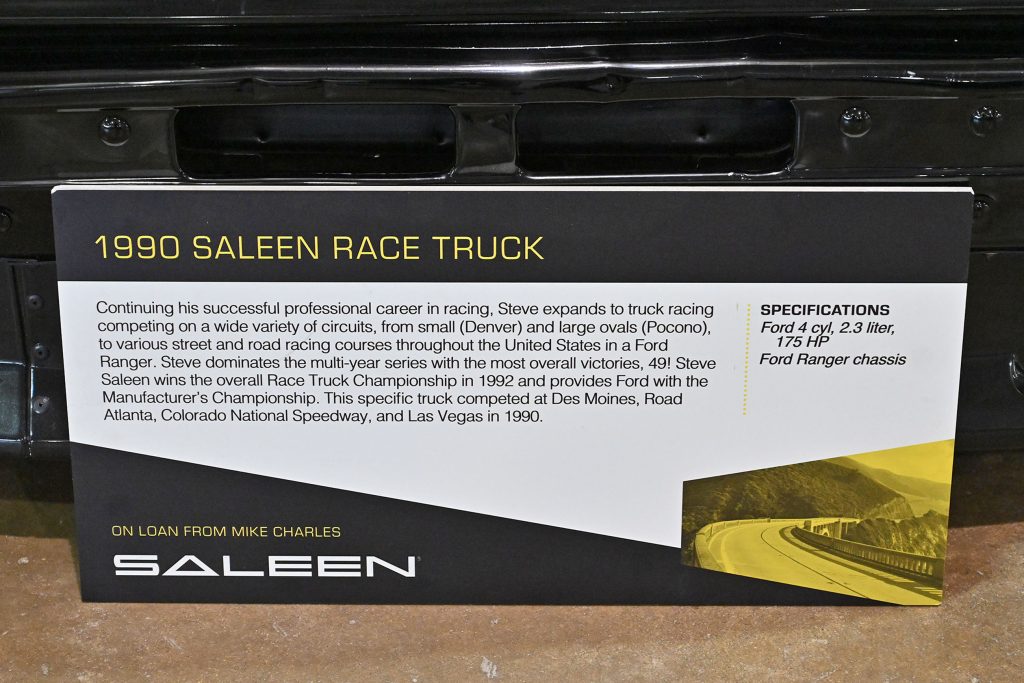 1990 SALEEN RACE TRUCK
Continuing his successful professional career in racing, Steve expands to truck racing
competing on a wide variety of circuits, from small (Denver) and large ovals (Pocono),
to various street and road racing courses throughout the United States in a Ford
Ranger. Steve dominates the multi-year series with the most overall victories, 49! Steve
Saleen wins the overall Race Truck Championship in 1992 and provides Ford with the
Manufacturer's Championship. This specific truck competed at Des Moines, Road
Atlanta, Colorado National Speedway, and Las Vegas in 1990.
SPECIFICATIONS
Ford 4 cyl, 2.3 liter,
175 HP
Ford Ranger chassis
ON LOAN FROM MIKE CHARLES
SALEEN